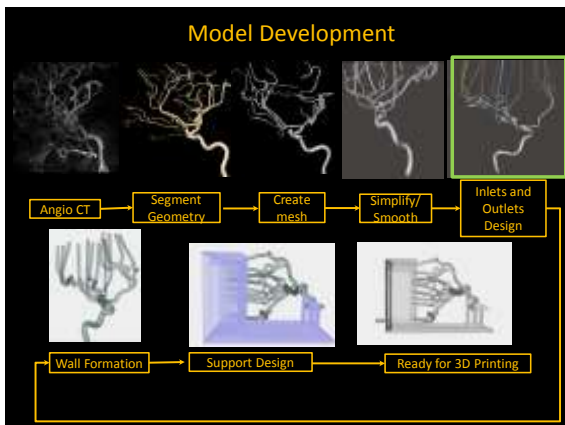 Model Development
Angio CT
Segment
Geometry
Create
mesh
Simplify/
Smooth
Inlets and
Outlets
Design
Wall Formation
Support Design
Ready for 3D Printing